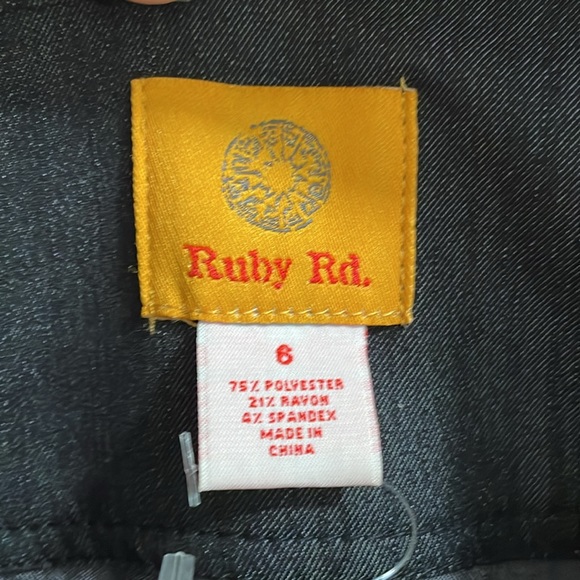 Ruby Rd.
6
75% POLYESTER
21% RAYON
4% SPANDEX
MADE IN
CHINA